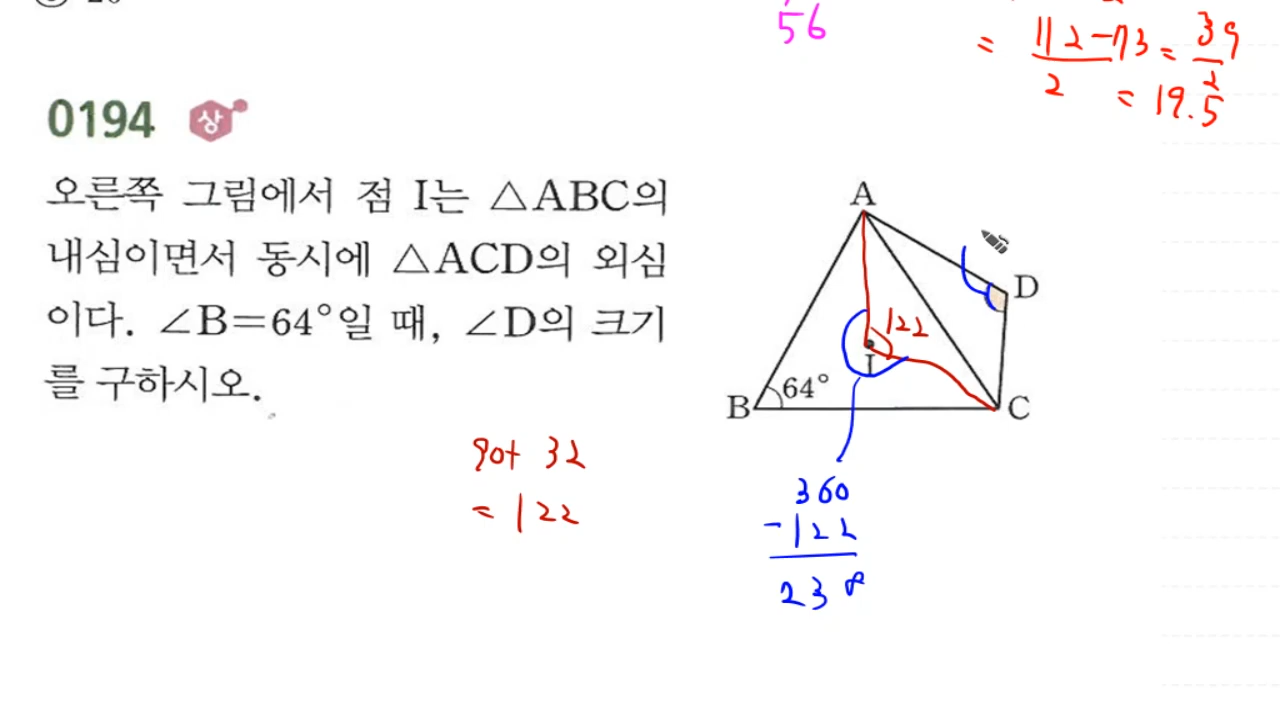 56
= 112-73 = 39
2 2
= 19.5
0194 상
오른쪽 그림에서 점 I는 △ABC의
내심이면서 동시에 △ACD의 외심
이다. ∠B=64°일 때, ∠D의 크기
를 구하시오.
A
D
122
I
64°
B
C
90+ 32
= 122
360
-122
238